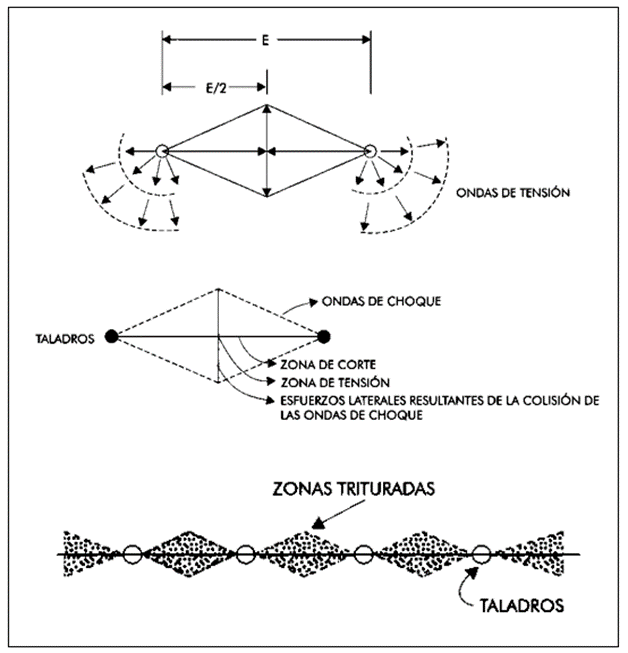 E
E/2
ONDAS DE TENSIÓN
ONDAS DE CHOQUE
TALADROS
ZONA DE CORTE
ZONA DE TENSIÓN
ESFUERZOS LATERALES RESULTANTES DE LA COLISIÓN DE
LAS ONDAS DE CHOQUE
ZONAS TRITURADAS
TALADROS